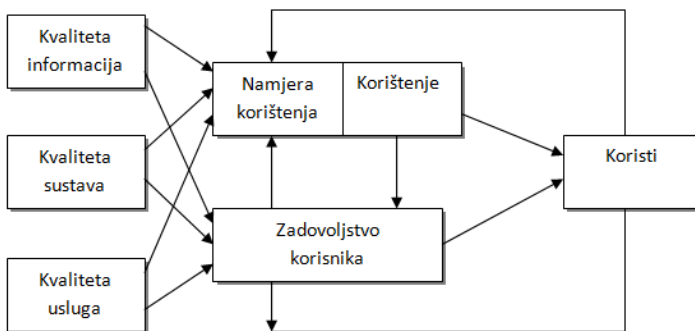 Kvaliteta
informacija
Namjera
korištenja
Korištenje
Kvaliteta
sustava
Koristi
Zadovoljstvo
korisnika
Kvaliteta
usluga